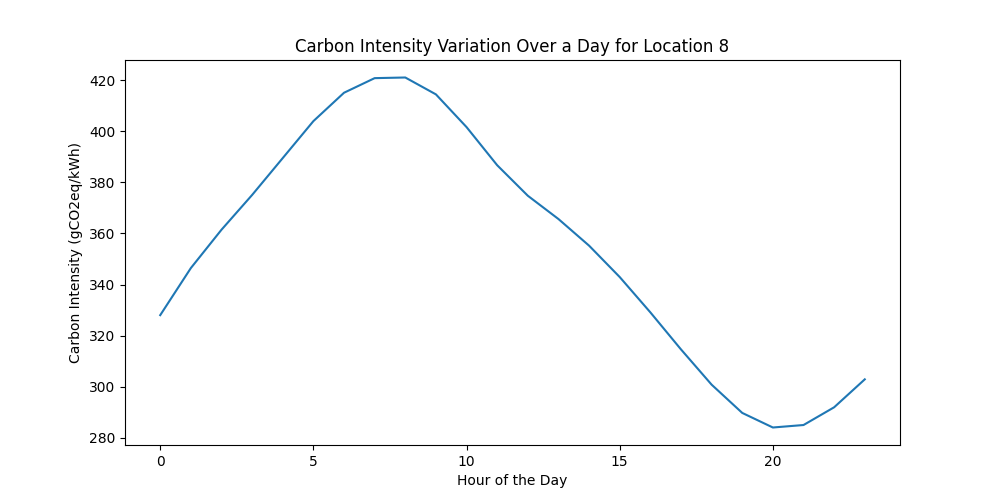 Carbon Intensity Variation Over a Day for Location 8
420
400
380
360
340
320
300
280
Carbon Intensity (gCO2eq/kWh)
0 5 10 15 20
Hour of the Day